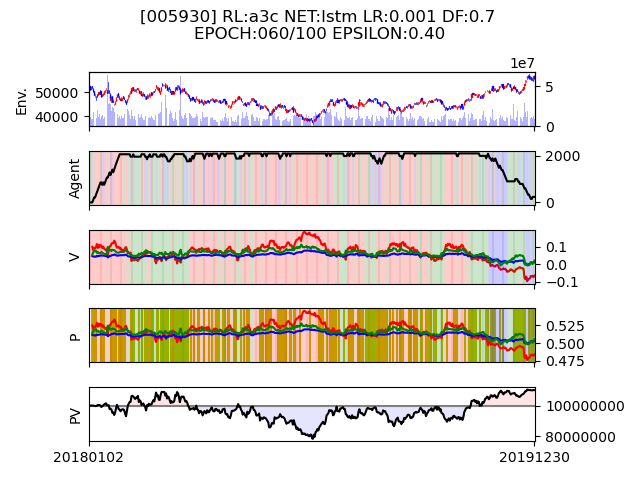 [005930] RL:a3c NET:lstm LR:0.001 DF:0.7
EPOCH:060/100 EPSILON:0.40
1e7
Env.
50000
40000
5
0
Agent
2000
0
V
0.1
0.0
−0.1
P
0.525
0.500
0.475
PV
100000000
80000000
20180102
20191230